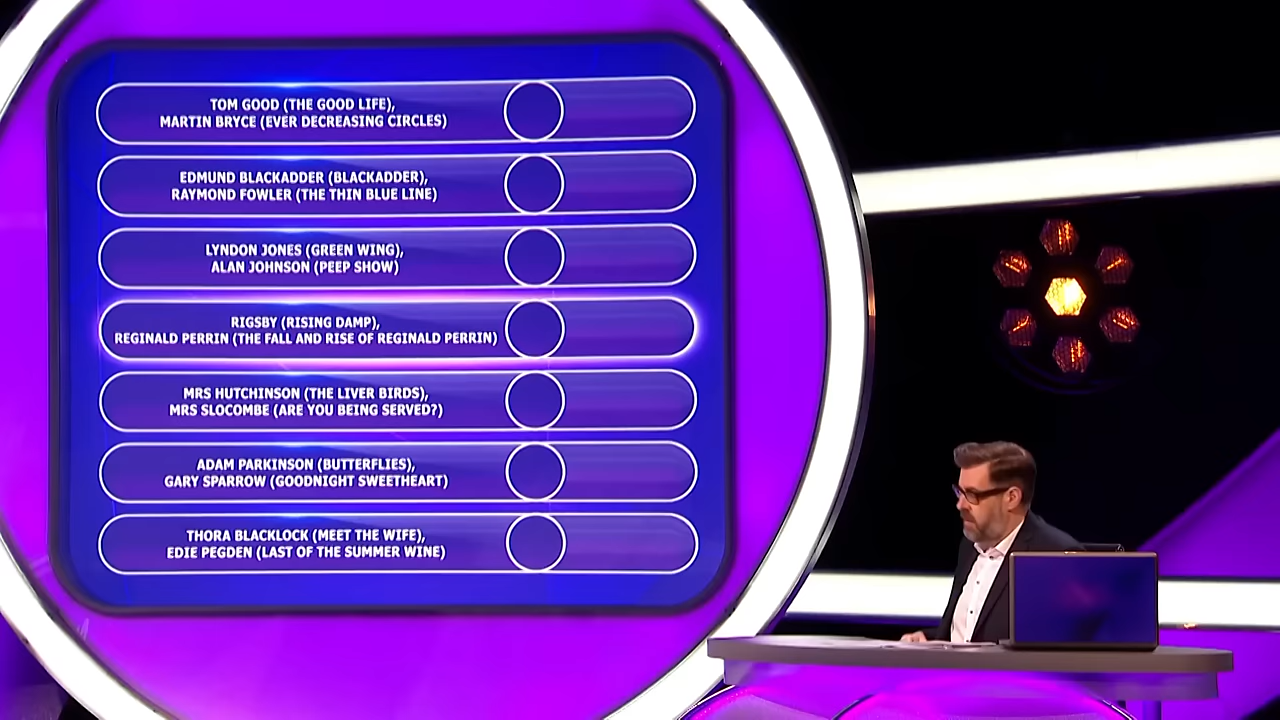 TOM GOOD (THE GOOD LIFE),
MARTIN BRYCE (EVER DECREASING CIRCLES)
EDMUND BLACKADDER (BLACKADDER),
RAYMOND FOWLER (THE THIN BLUE LINE)
LYNDON JONES (GREEN WING),
ALAN JOHNSON (PEEP SHOW)
RIGSBY (RISING DAMP),
REGINALD PERRIN (THE FALL AND RISE OF REGINALD PERRIN)
MRS HUTCHINSON (THE LIVER BIRDS),
MRS SLOCOMBE (ARE YOU BEING SERVED?)
ADAM PARKINSON (BUTTERFLIES),
GARY SPARROW (GOODNIGHT SWEETHEART)
THORA BLACKLOCK (MEET THE WIFE),
EDIE PEGDEN (LAST OF THE SUMMER WINE)